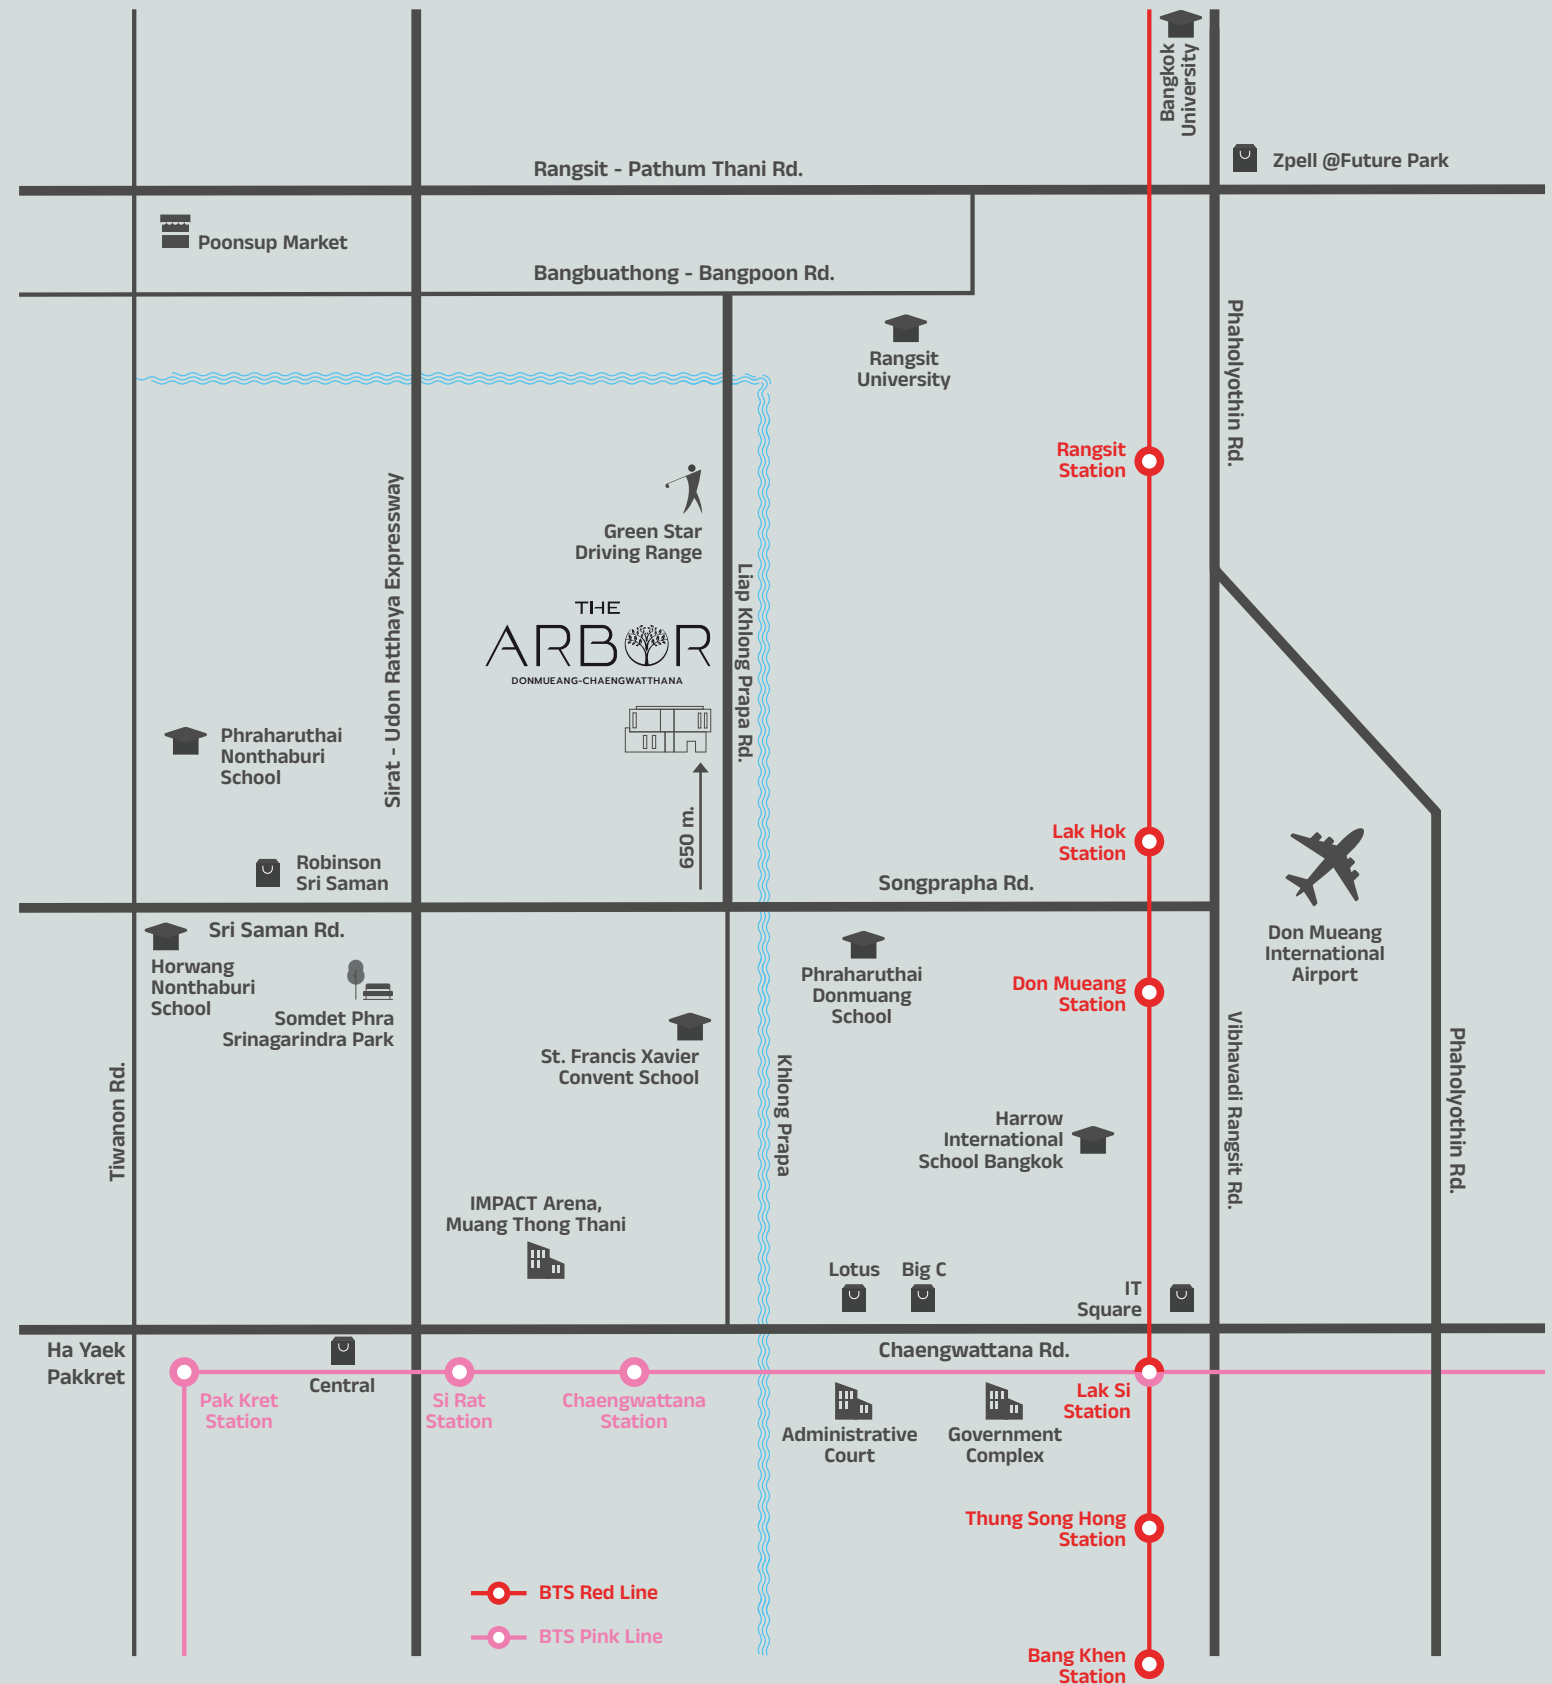 Bangkok
University
Zpell @Future Park
Rangsit - Pathum Thani Rd.
Poonsup Market
Bangbuathong - Bangpoon Rd.
Phaholyothin Rd.
Rangsit
University
Rangsit
Station
Sirat - Udon Ratthaya Expressway
Green Star
Driving Range
Liap Khlong Prapa Rd.
THE
ARBOR
DONMUEANG-CHAENGWATTHANA
Phraharuthai
Nonthaburi
School
650 m.
Lak Hok
Station
Robinson
Sri Saman
Songprapha Rd.
Sri Saman Rd.
Don Mueang
International
Airport
Horwang
Nonthaburi
School
Somdet Phra
Srinagarindra Park
Phraharuthai
Donmuang
School
Don Mueang
Station
St. Francis Xavier
Convent School
Tiwanon Rd.
Khlong Prapa
Vibhavadi Rangsit Rd.
Phaholyothin Rd.
Harrow
International
School Bangkok
IMPACT Arena,
Muang Thong Thani
Lotus
Big C
IT
Square
Ha Yaek
Pakkret
Chaengwattana Rd.
Central
Pak Kret
Station
Si Rat
Station
Chaengwattana
Station
Lak Si
Station
Administrative
Court
Government
Complex
Thung Song Hong
Station
BTS Red Line
BTS Pink Line
Bang Khen
Station